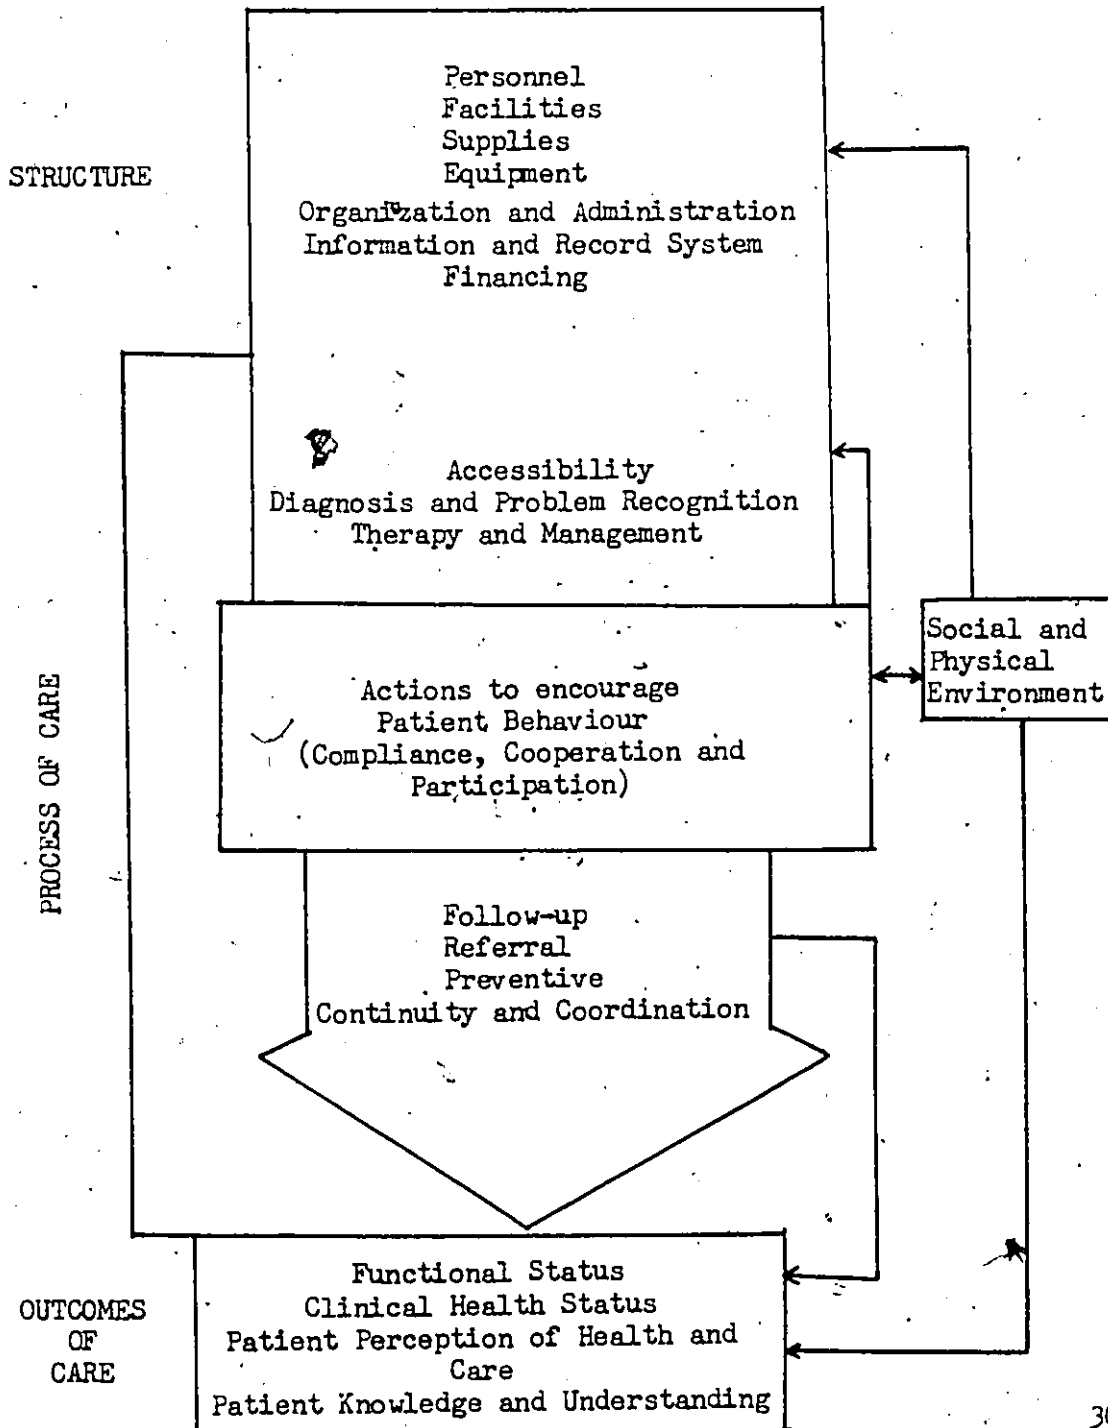 Personnel
Facilities
Supplies
STRUCTURE
Equipment
Organization and Administration
Information and Record System
Financing
Accessibility
Diagnosis and Problem Recognition
Therapy and Management
Social and
Physical
Environment
PROCESS OF CARE
Actions to encourage
Patient Behaviour
(Compliance, Cooperation and
Participation)
Follow-up
Referral
Preventive
Continuity and Coordination
OUTCOMES
OF
CARE
Functional Status
Clinical Health Status
Patient Perception of Health and
Care
Patient Knowledge and Understanding